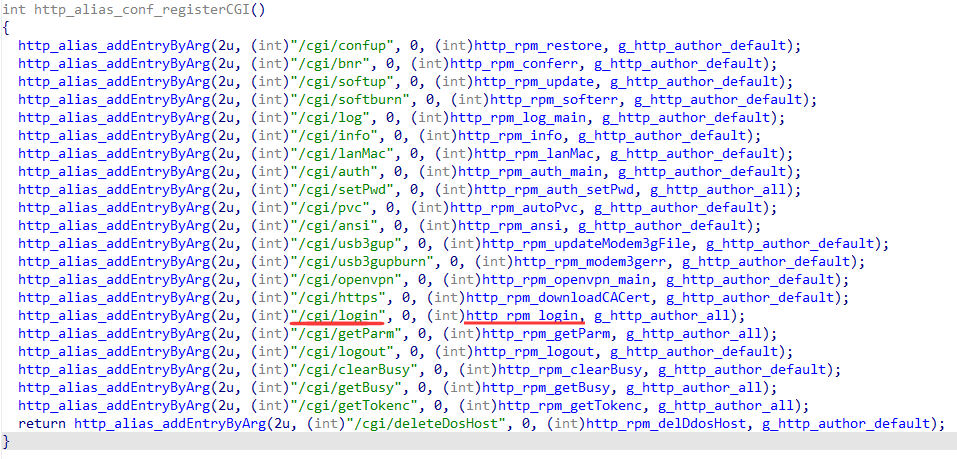 int http_alias_conf_registerCGI()
{
http_alias_addEntryByArg(2u, (int)"/cgi/confup", 0, (int)http_rpm_restore, g_http_author_default);
http_alias_addEntryByArg(2u, (int)"/cgi/bnr", 0, (int)http_rpm_conferr, g_http_author_default);
http_alias_addEntryByArg(2u, (int)"/cgi/softup", 0, (int)http_rpm_update, g_http_author_default);
http_alias_addEntryByArg(2u, (int)"/cgi/softburn", 0, (int)http_rpm_softerr, g_http_author_default);
http_alias_addEntryByArg(2u, (int)"/cgi/log", 0, (int)http_rpm_log_main, g_http_author_default);
http_alias_addEntryByArg(2u, (int)"/cgi/info", 0, (int)http_rpm_info, g_http_author_default);
http_alias_addEntryByArg(2u, (int)"/cgi/lanMac", 0, (int)http_rpm_lanMac, g_http_author_default);
http_alias_addEntryByArg(2u, (int)"/cgi/auth", 0, (int)http_rpm_auth_main, g_http_author_default);
http_alias_addEntryByArg(2u, (int)"/cgi/setPwd", 0, (int)http_rpm_auth_setPwd, g_http_author_all);
http_alias_addEntryByArg(2u, (int)"/cgi/pvc", 0, (int)http_rpm_autoPvc, g_http_author_default);
http_alias_addEntryByArg(2u, (int)"/cgi/ansi", 0, (int)http_rpm_ansi, g_http_author_default);
http_alias_addEntryByArg(2u, (int)"/cgi/usb3gup", 0, (int)http_rpm_updateModem3gFile, g_http_author_default);
http_alias_addEntryByArg(2u, (int)"/cgi/usb3gupburn", 0, (int)http_rpm_modem3gerr, g_http_author_default);
http_alias_addEntryByArg(2u, (int)"/cgi/openvpn", 0, (int)http_rpm_openvpn_main, g_http_author_default);
http_alias_addEntryByArg(2u, (int)"/cgi/https", 0, (int)http_rpm_downloadCACert, g_http_author_default);
http_alias_addEntryByArg(2u, (int)"/cgi/login", 0, (int)http_rpm_login, g_http_author_all);
http_alias_addEntryByArg(2u, (int)"/cgi/getParm", 0, (int)http_rpm_getParm, g_http_author_all);
http_alias_addEntryByArg(2u, (int)"/cgi/logout", 0, (int)http_rpm_logout, g_http_author_default);
http_alias_addEntryByArg(2u, (int)"/cgi/clearBusy", 0, (int)http_rpm_clearBusy, g_http_author_default);
http_alias_addEntryByArg(2u, (int)"/cgi/getBusy", 0, (int)http_rpm_getBusy, g_http_author_all);
http_alias_addEntryByArg(2u, (int)"/cgi/getTokenc", 0, (int)http_rpm_getTokenc, g_http_author_all);
return http_alias_addEntryByArg(2u, (int)"/cgi/deleteDosHost", 0, (int)http_rpm_delDdosHost, g_http_author_default);
}